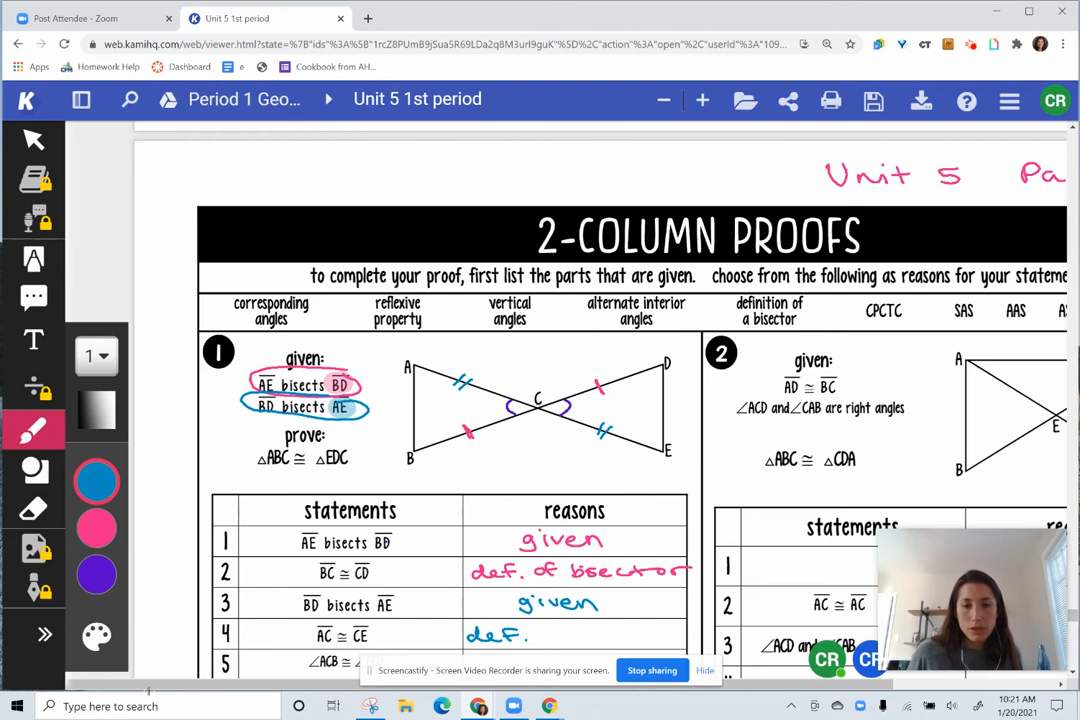 Post Attendee - Zoom
Unit 5 1st period
web.kamihq.com/web/viewer.html?state=%7B"ids"%3A%5B"1rcZ8PUmB9jSua5R69LDa2q8M3urI9guK"%5D%2C"action"%3A"open"%2C"userId"%3A"109...
Apps
Homework Help
Dashboard
e
Cookbook from AH...
Period 1 Geo...
Unit 5 1st period
CR
Unit 5 Pa
2-COLUMN PROOFS
to complete your proof, first list the parts that are given. choose from the following as reasons for your stateme
corresponding angles
reflexive property
vertical angles
alternate interior angles
definition of a bisector
CPCTC
SAS
AAS
1
given:
AE bisects BD
BD bisects AE
prove:
△ABC ≅ △EDC
A
D
C
B
E
statements
reasons
1
AE bisects BD
given
2
BC ≅ CD
def. of bisector
3
BD bisects AE
given
4
AC ≅ CE
def.
5
∠ACB ≅
2
given:
AD ≅ BC
∠ACD and ∠CAB are right angles
△ABC ≅ △CDA
A
E
B
statements
1
2
AC ≅ AC
3
∠ACD and ∠CAB
CR
1
Screencastify - Screen Video Recorder is sharing your screen.
Stop sharing
Hide
Type here to search
10:21 AM
1/20/2021